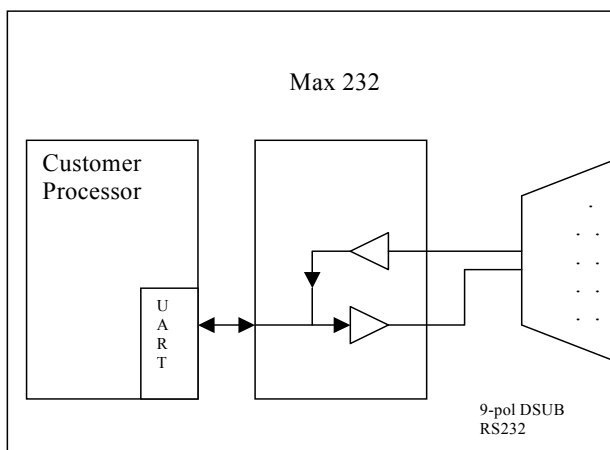 Max 232
Customer
Processor
U
A
R
T
9-pol DSUB
RS232